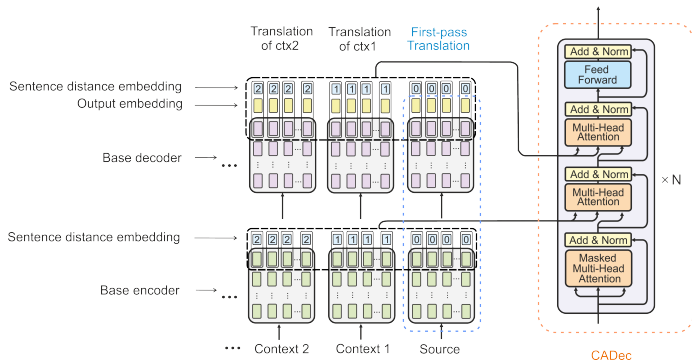 Translation of ctx2
Translation of ctx1
First-pass Translation
Sentence distance embedding
2 2 2 2
1 1 1 1
0 0 0 0
Output embedding
Base decoder
...
Sentence distance embedding
2 2 2 2
1 1 1 1
0 0 0 0
Base encoder
...
... Context 2
Context 1
Source
Add & Norm
Feed Forward
Add & Norm
Multi-Head Attention
Add & Norm
Multi-Head Attention
Add & Norm
Masked Multi-Head Attention
× N
CADec